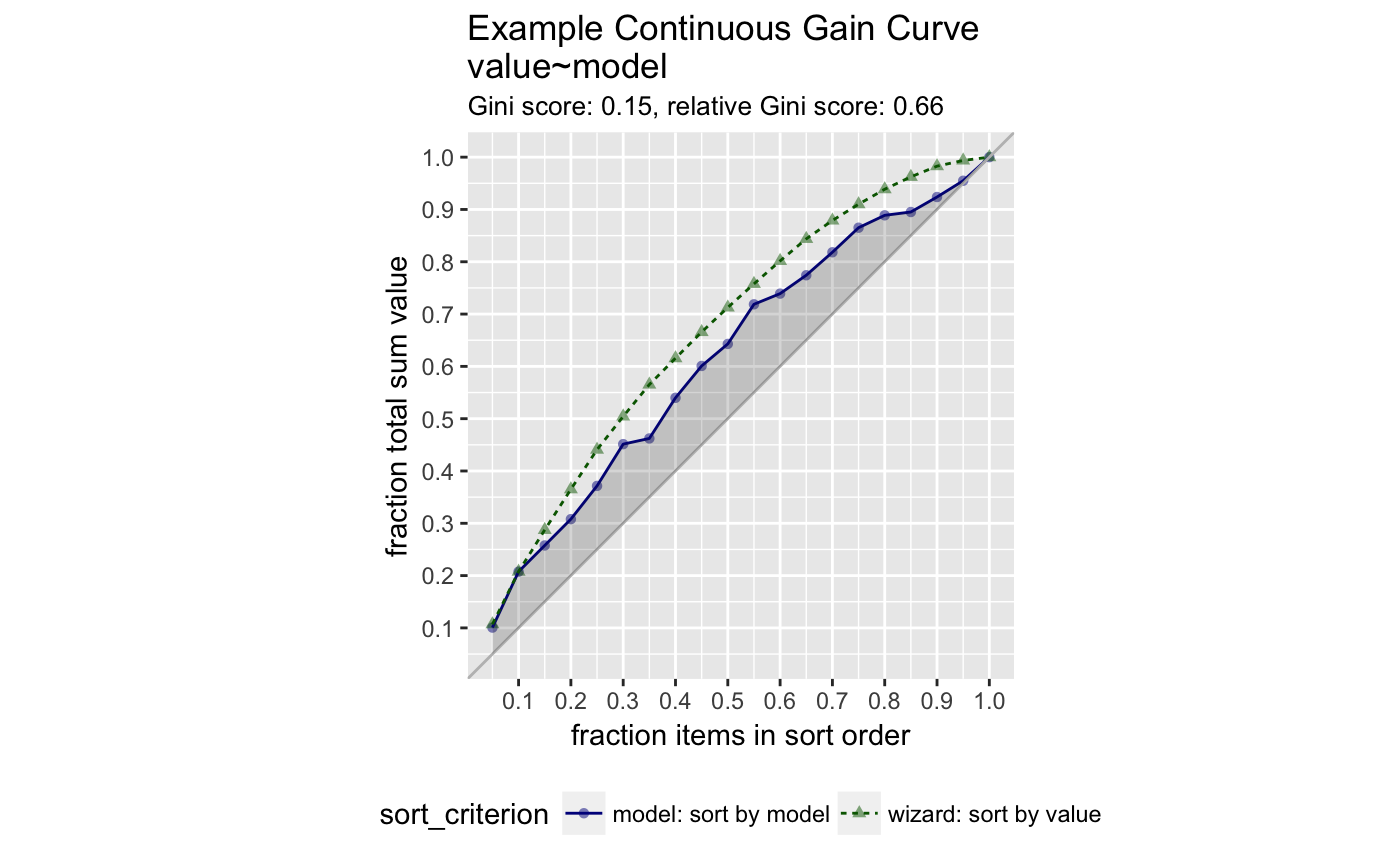 Example Continuous Gain Curve
value~model
Gini score: 0.15, relative Gini score: 0.66
fraction total sum value
1.0
0.9
0.8
0.7
0.6
0.5
0.4
0.3
0.2
0.1
0.1 0.2 0.3 0.4 0.5 0.6 0.7 0.8 0.9 1.0
fraction items in sort order
sort_criterion model: sort by model wizard: sort by value